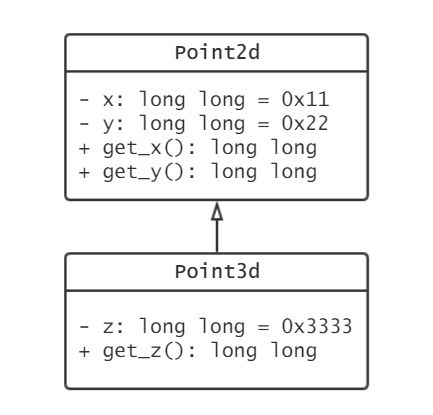 Point2d
- x: long long = 0x11
- y: long long = 0x22
+ get_x(): long long
+ get_y(): long long
Point3d
- z: long long = 0x3333
+ get_z(): long long